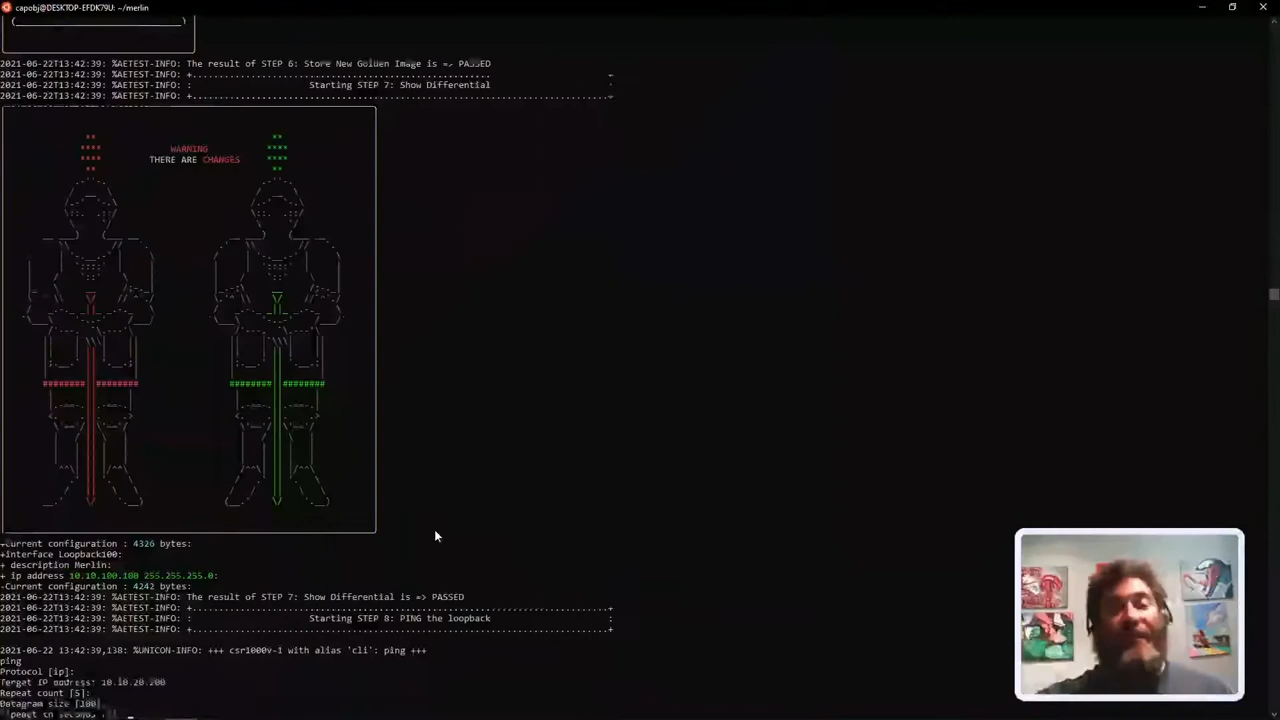 capobj@DESKTOP-EFDK79U: ~/merlin
2021-06-22T13:42:39: %AETEST-INFO: The result of STEP 6: Store New Golden Image is => PASSED
2021-06-22T13:42:39: %AETEST-INFO: +..........................................................................+
2021-06-22T13:42:39: %AETEST-INFO: : Starting STEP 7: Show Differential :
2021-06-22T13:42:39: %AETEST-INFO: +..........................................................................+
WARNING
THERE ARE CHANGES
+Current configuration : 4326 bytes:
+interface Loopback100:
+ description Merlin:
+ ip address 10.10.100.100 255.255.255.0:
-Current configuration : 4242 bytes:
2021-06-22T13:42:39: %AETEST-INFO: The result of STEP 7: Show Differential is => PASSED
2021-06-22T13:42:39: %AETEST-INFO: +..........................................................................+
2021-06-22T13:42:39: %AETEST-INFO: : Starting STEP 8: PING the loopback :
2021-06-22T13:42:39: %AETEST-INFO: +..........................................................................+
2021-06-22 13:42:39,138: %UNICON-INFO: +++ csr1000v-1 with alias 'cli': ping +++
ping
Protocol [ip]:
Target IP address: 10.10.20.200
Repeat count [5]:
Datagram size [100]